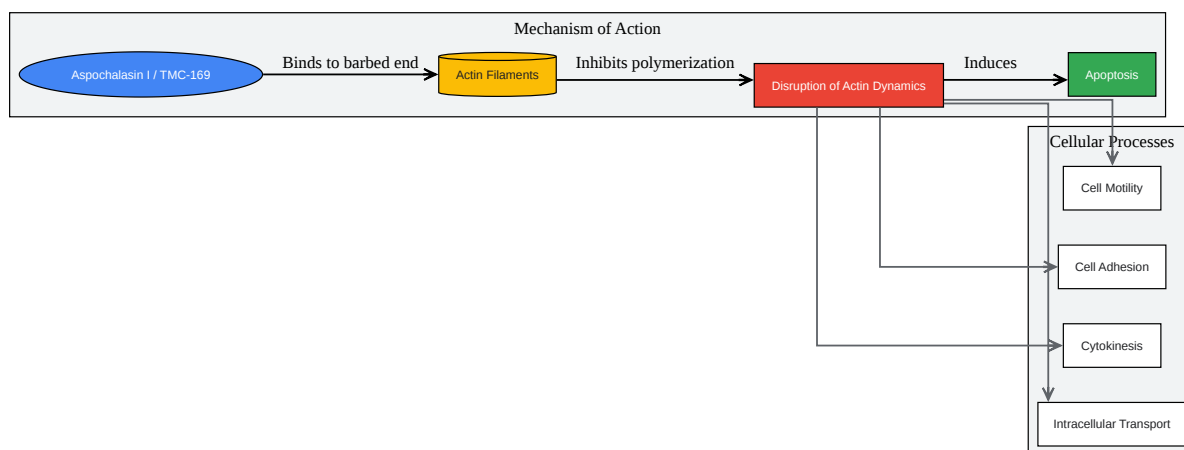 Mechanism of Action
Aspochalasin I / TMC-169
Binds to barbed end
Actin Filaments
Inhibits polymerization
Disruption of Actin Dynamics
Induces
Apoptosis
Cellular Processes
Cell Motility
Cell Adhesion
Cytokinesis
Intracellular Transport